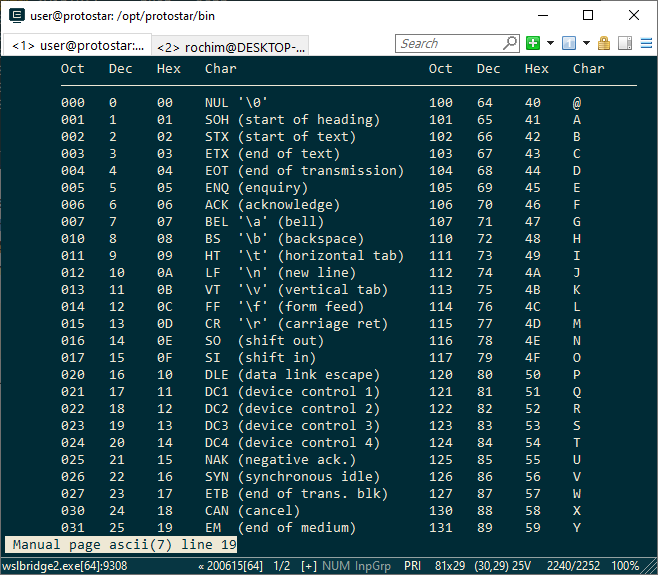 user@protostar: /opt/protostar/bin
<1> user@protostar:... <2> rochim@DESKTOP-... Search
Oct Dec Hex Char Oct Dec Hex Char
000 0 00 NUL '\0' 100 64 40 @
001 1 01 SOH (start of heading) 101 65 41 A
002 2 02 STX (start of text) 102 66 42 B
003 3 03 ETX (end of text) 103 67 43 C
004 4 04 EOT (end of transmission) 104 68 44 D
005 5 05 ENQ (enquiry) 105 69 45 E
006 6 06 ACK (acknowledge) 106 70 46 F
007 7 07 BEL '\a' (bell) 107 71 47 G
010 8 08 BS '\b' (backspace) 110 72 48 H
011 9 09 HT '\t' (horizontal tab) 111 73 49 I
012 10 0A LF '\n' (new line) 112 74 4A J
013 11 0B VT '\v' (vertical tab) 113 75 4B K
014 12 0C FF '\f' (form feed) 114 76 4C L
015 13 0D CR '\r' (carriage ret) 115 77 4D M
016 14 0E SO (shift out) 116 78 4E N
017 15 0F SI (shift in) 117 79 4F O
020 16 10 DLE (data link escape) 120 80 50 P
021 17 11 DC1 (device control 1) 121 81 51 Q
022 18 12 DC2 (device control 2) 122 82 52 R
023 19 13 DC3 (device control 3) 123 83 53 S
024 20 14 DC4 (device control 4) 124 84 54 T
025 21 15 NAK (negative ack.) 125 85 55 U
026 22 16 SYN (synchronous idle) 126 86 56 V
027 23 17 ETB (end of trans. blk) 127 87 57 W
030 24 18 CAN (cancel) 130 88 58 X
031 25 19 EM (end of medium) 131 89 59 Y
Manual page ascii(7) line 19
wslbridge2.exe[64]:9308 « 200615[64] 1/2 [+] NUM InpGrp PRI 81x29 (30,29) 25V 2240/2252 100%